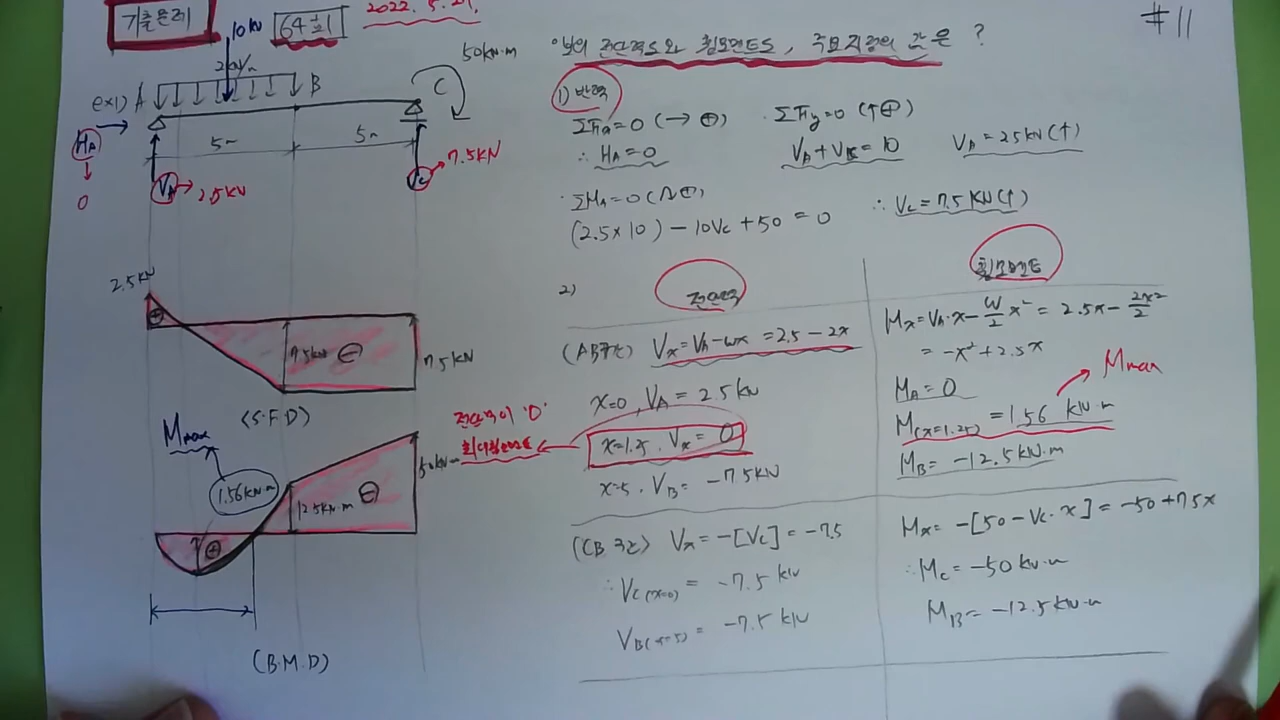 기출문제
64회
2022. 5. 21.
#11
보의 전단력도와 휨모멘트도, 주요지점의 값은 ?
10kN
50kN·m
ex1) A
B
C
5m
5m
HA
0
VA → 2.5kN
VC
7.5KN
1) 반력
ΣFx=0 (→ ⊕)
∴ HA=0
ΣFy=0 (↑⊕)
VA+VC=10
VA=2.5kN(↑)
ΣMA=0 (⊕)
(2.5×10) - 10VC + 50 = 0
∴ VC=7.5KN(↑)
2)
전단력
휨모멘트
(AB구간) Vx=VA-wx =2.5-2x
x=0, VA = 2.5kN
x=1.25, Vx= 0
x=5, VB= -7.5KN
Mx=VA·x- w/2 x² = 2.5x- 2x²/2
= -x²+2.5x
MA=0
M(x=1.25) =1.56 kN·m
Mmax
MB= -12.5kN·m
전단력이 '0'
최대휨모멘트
(CB구간) Vx=-[VC] = -7.5
∴ VC(x=0) = -7.5kN
VB(x=5) = -7.5kN
Mx= -[50-VC·x] = -50+7.5x
∴ MC= -50kN·m
MB= -12.5kN·m
2.5kN
⊕
7.5kN ⊖
7.5KN
(S.F.D)
Mmax
1.56KN·m
12.5KN·m ⊖
50kN·m
⊕
(B.M.D)